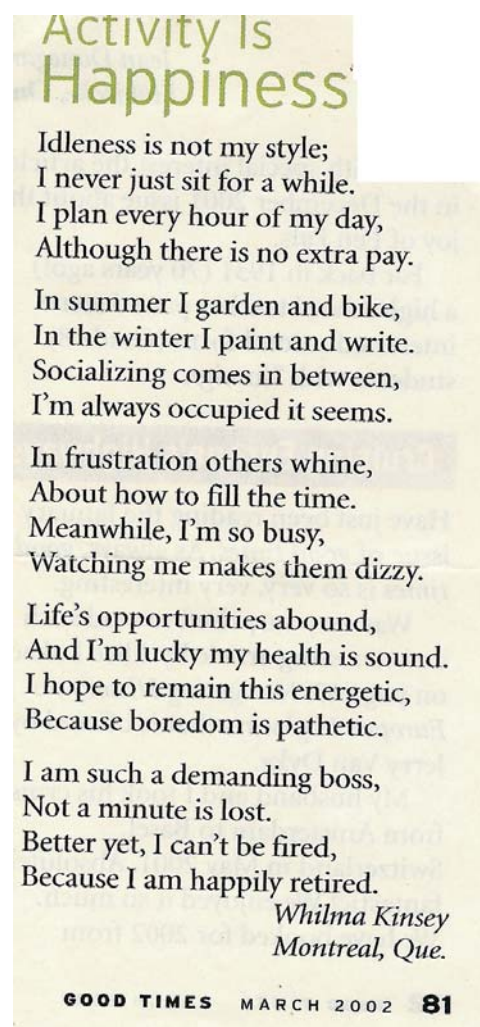 Activity Is
Happiness
Idleness is not my style;
I never just sit for a while.
I plan every hour of my day,
Although there is no extra pay.
In summer I garden and bike,
In the winter I paint and write.
Socializing comes in between,
I'm always occupied it seems.
In frustration others whine,
About how to fill the time.
Meanwhile, I'm so busy,
Watching me makes them dizzy.
Life's opportunities abound,
And I'm lucky my health is sound.
I hope to remain this energetic,
Because boredom is pathetic.
I am such a demanding boss,
Not a minute is lost.
Better yet, I can't be fired,
Because I am happily retired.
Whilma Kinsey
Montreal, Que.
GOOD TIMES MARCH 2002 81